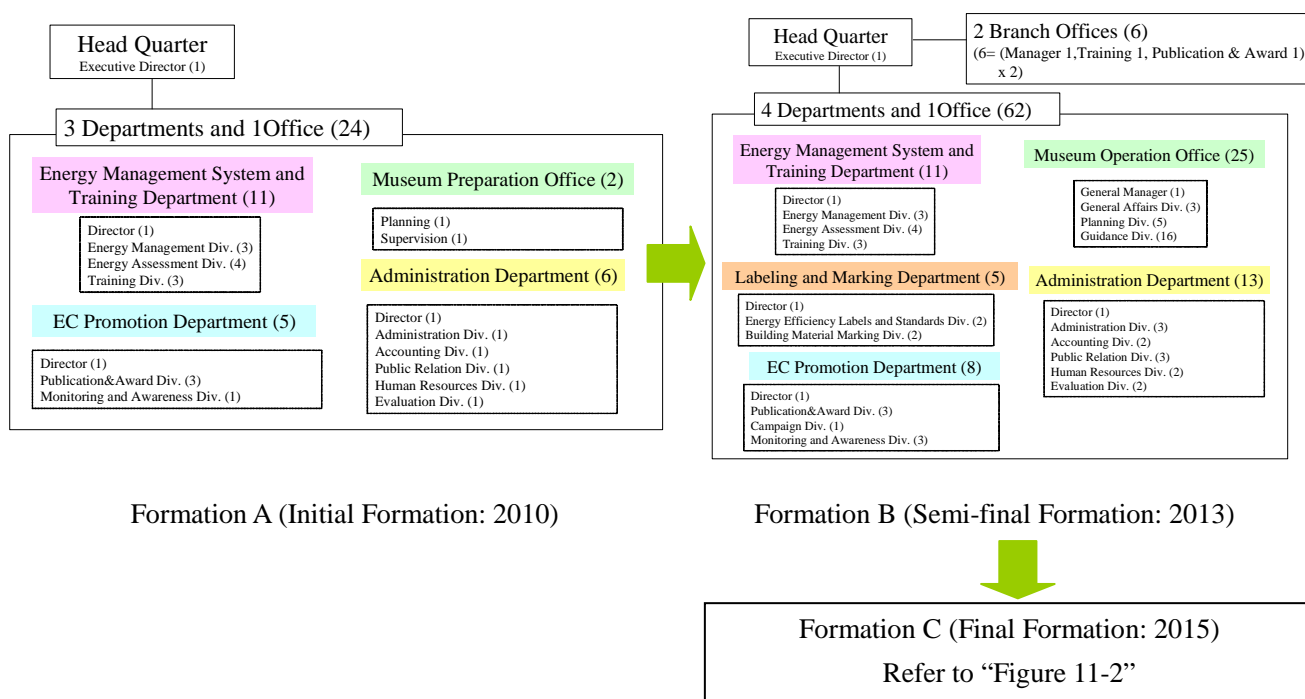 Head Quarter
Executive Director (1)
3 Departments and 1Office (24)
Energy Management System and
Training Department (11)
Director (1)
Energy Management Div. (3)
Energy Assessment Div. (4)
Training Div. (3)
EC Promotion Department (5)
Director (1)
Publication&Award Div. (3)
Monitoring and Awareness Div. (1)
Museum Preparation Office (2)
Planning (1)
Supervision (1)
Administration Department (6)
Director (1)
Administration Div. (1)
Accounting Div. (1)
Public Relation Div. (1)
Human Resources Div. (1)
Evaluation Div. (1)
Formation A (Initial Formation: 2010)
Head Quarter
Executive Director (1)
2 Branch Offices (6)
(6= (Manager 1,Training 1, Publication & Award 1)
x 2)
4 Departments and 1Office (62)
Energy Management System and
Training Department (11)
Director (1)
Energy Management Div. (3)
Energy Assessment Div. (4)
Training Div. (3)
Labeling and Marking Department (5)
Director (1)
Energy Efficiency Labels and Standards Div. (2)
Building Material Marking Div. (2)
EC Promotion Department (8)
Director (1)
Publication&Award Div. (3)
Campaign Div. (1)
Monitoring and Awareness Div. (3)
Museum Operation Office (25)
General Manager (1)
General Affairs Div. (3)
Planning Div. (5)
Guidance Div. (16)
Administration Department (13)
Director (1)
Administration Div. (3)
Accounting Div. (2)
Public Relation Div. (3)
Human Resources Div. (2)
Evaluation Div. (2)
Formation B (Semi-final Formation: 2013)
Formation C (Final Formation: 2015)
Refer to “Figure 11-2”